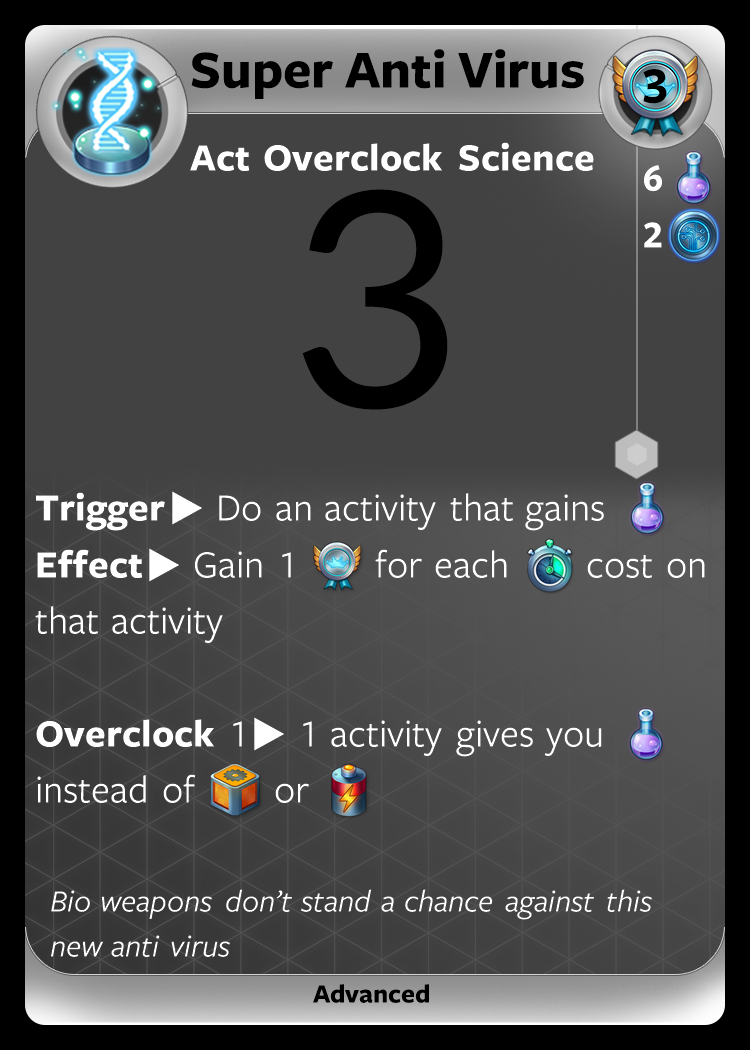 Super Anti Virus
3
Act Overclock Science
6
2
3
Trigger▶ Do an activity that gains
Effect▶ Gain 1 for each cost on
that activity
Overclock 1▶ 1 activity gives you
instead of or
Bio weapons don't stand a chance against this
new anti virus
Advanced